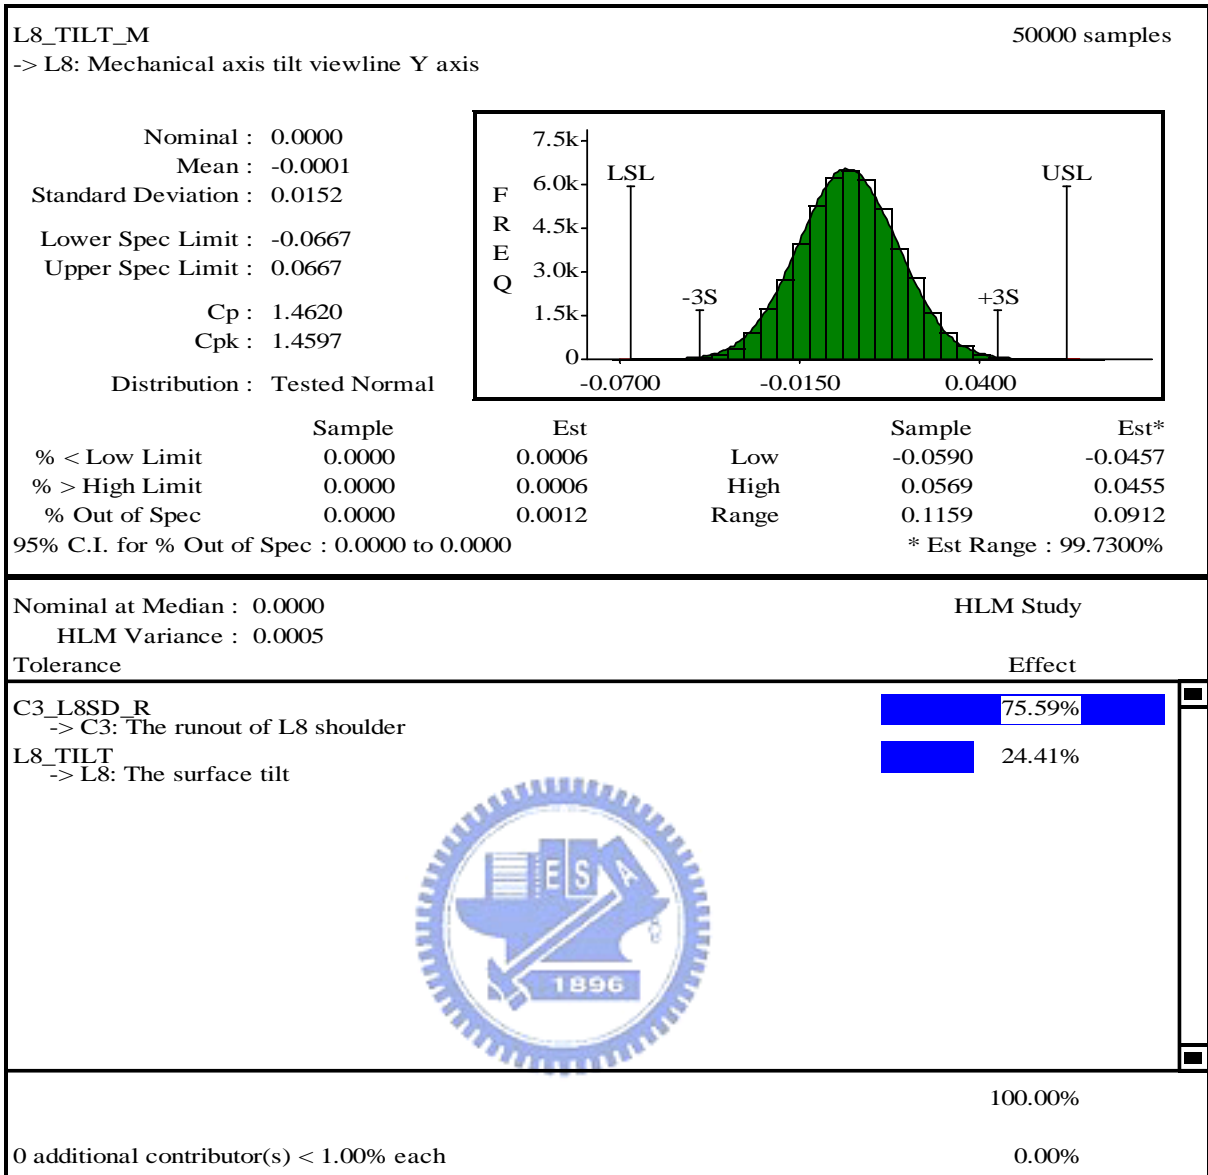 L8_TILT_M 50000 samples
-> L8: Mechanical axis tilt viewline Y axis
Nominal : 0.0000
Mean : -0.0001
Standard Deviation : 0.0152
Lower Spec Limit : -0.0667
Upper Spec Limit : 0.0667
Cp : 1.4620
Cpk : 1.4597
Distribution : Tested Normal
FREQ
7.5k
6.0k
4.5k
3.0k
1.5k
0
LSL
USL
-3S
+3S
-0.0700 -0.0150 0.0400
Sample Est Sample Est*
% < Low Limit 0.0000 0.0006 Low -0.0590 -0.0457
% > High Limit 0.0000 0.0006 High 0.0569 0.0455
% Out of Spec 0.0000 0.0012 Range 0.1159 0.0912
95% C.I. for % Out of Spec : 0.0000 to 0.0000 * Est Range : 99.7300%
Nominal at Median : 0.0000 HLM Study
HLM Variance : 0.0005
Tolerance Effect
C3_L8SD_R 75.59%
-> C3: The runout of L8 shoulder
L8_TILT 24.41%
-> L8: The surface tilt
E S A
1896
100.00%
0 additional contributor(s) < 1.00% each 0.00%